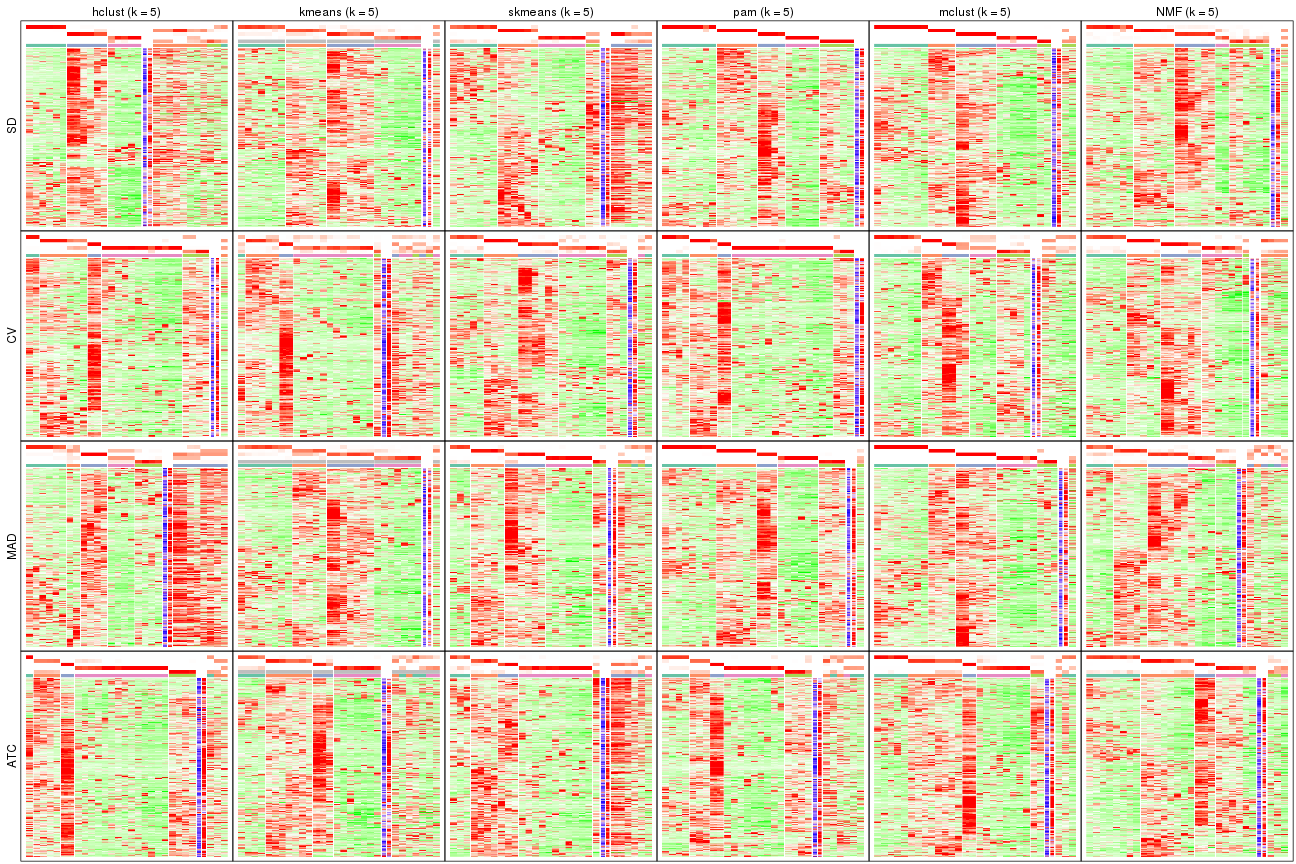 hclust (k = 5) kmeans (k = 5) skmeans (k = 5) pam (k = 5) mclust (k = 5) NMF (k = 5)
SD
CV
MAD
ATC